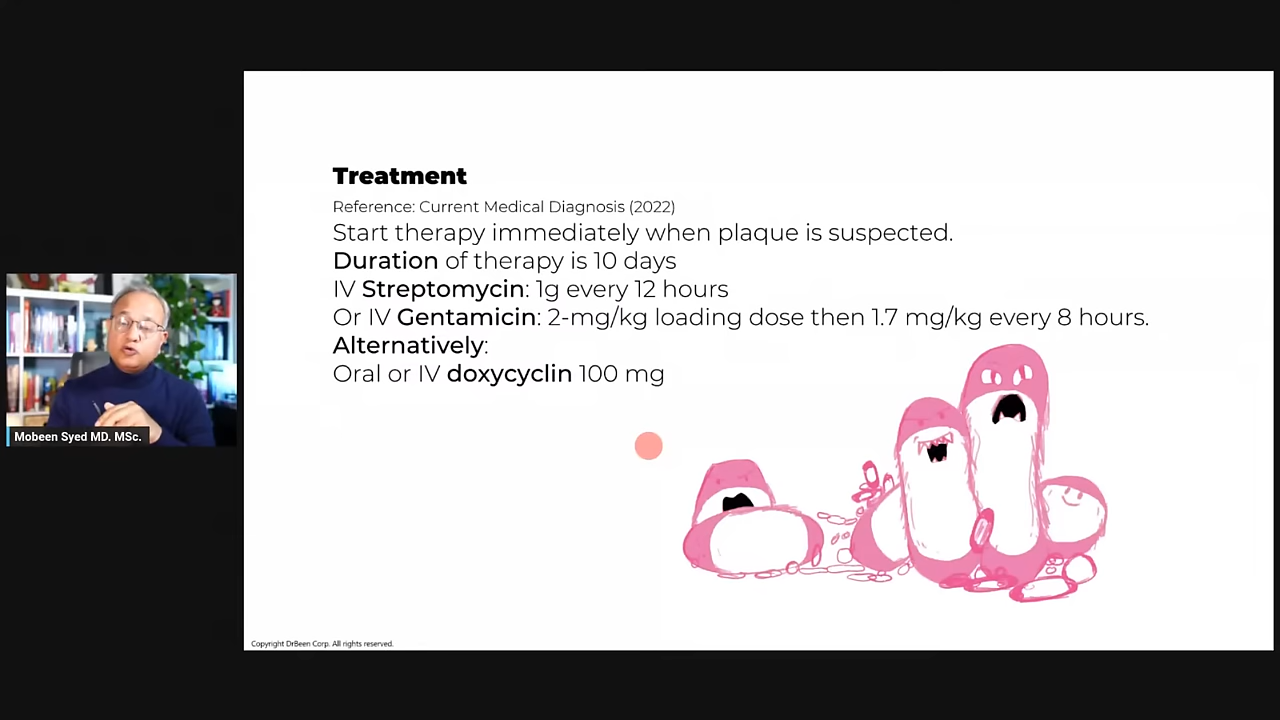 Treatment
Reference: Current Medical Diagnosis (2022)
Start therapy immediately when plaque is suspected.
Duration of therapy is 10 days
IV Streptomycin: 1g every 12 hours
Or IV Gentamicin: 2-mg/kg loading dose then 1.7 mg/kg every 8 hours.
Alternatively:
Oral or IV doxycyclin 100 mg
Mobeen Syed MD. MSc.
Copyright DrBeen Corp. All rights reserved.